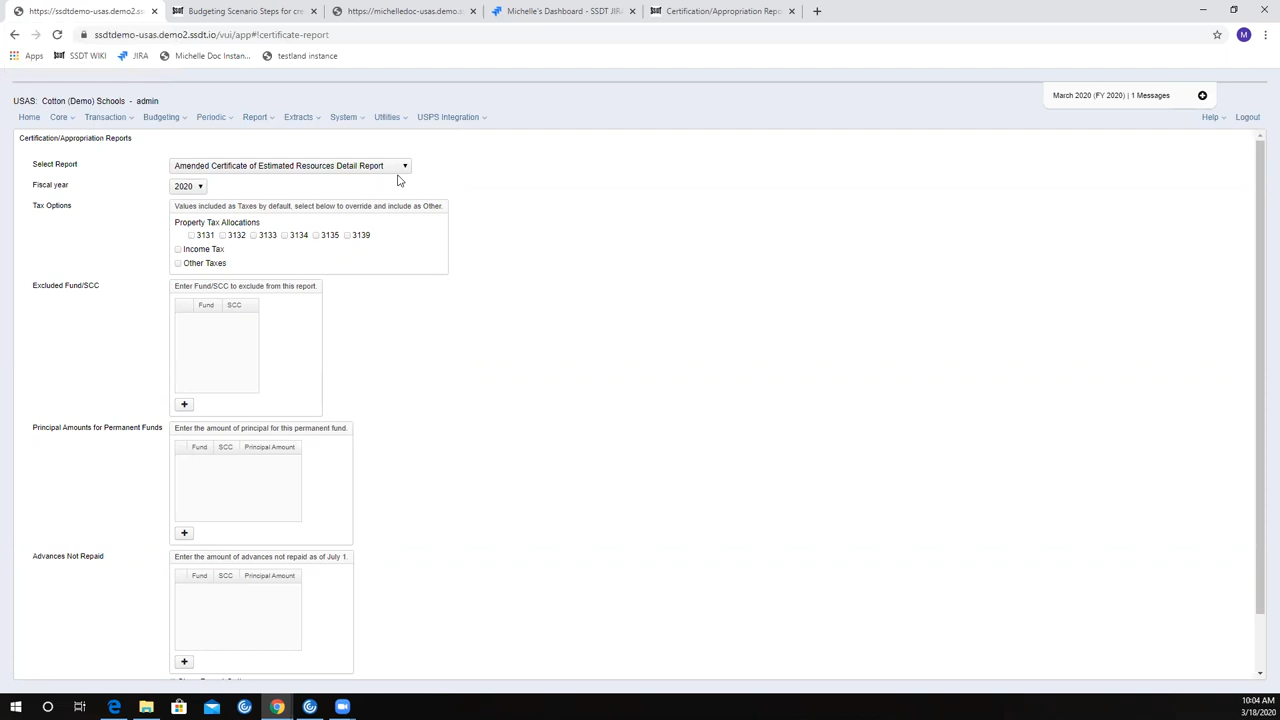 https://ssdtdemo-usas.demo2.ss
Budgeting Scenario Steps for cre
https://michelledoc-usas.demo.s
Michelle's Dashboard - SSDT JIRA
Certification/Appropriation Repo
ssdtdemo-usas.demo2.ssdt.io/vui/app#!certificate-report
M
Apps SSDT WIKI JIRA Michelle Doc Instan... testland instance
USAS: Cotton (Demo) Schools - admin
March 2020 (FY 2020) | 1 Messages
Home Core Transaction Budgeting Periodic Report Extracts System Utilities USPS Integration Help Logout
Certification/Appropriation Reports
Select Report Amended Certificate of Estimated Resources Detail Report
Fiscal year 2020
Tax Options Values included as Taxes by default, select below to override and include as Other.
Property Tax Allocations
3131 3132 3133 3134 3135 3139
Income Tax
Other Taxes
Excluded Fund/SCC Enter Fund/SCC to exclude from this report.
Fund SCC
Principal Amounts for Permanent Funds Enter the amount of principal for this permanent fund.
Fund SCC Principal Amount
Advances Not Repaid Enter the amount of advances not repaid as of July 1.
Fund SCC Principal Amount
10:04 AM
3/18/2020